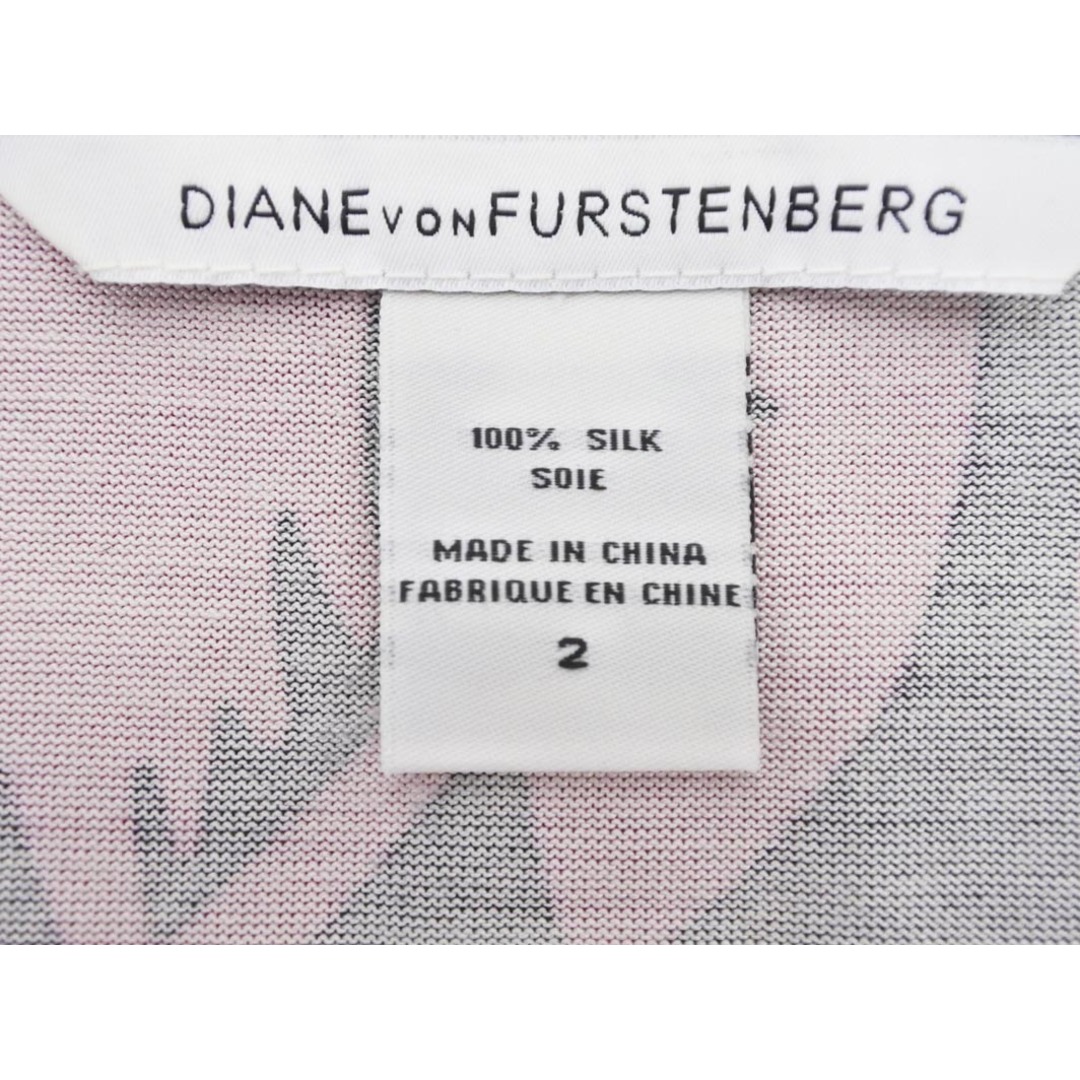 DIANE VON FURSTENBERG
100% SILK
SOIE
MADE IN CHINA
FABRIQUE EN CHINE
2